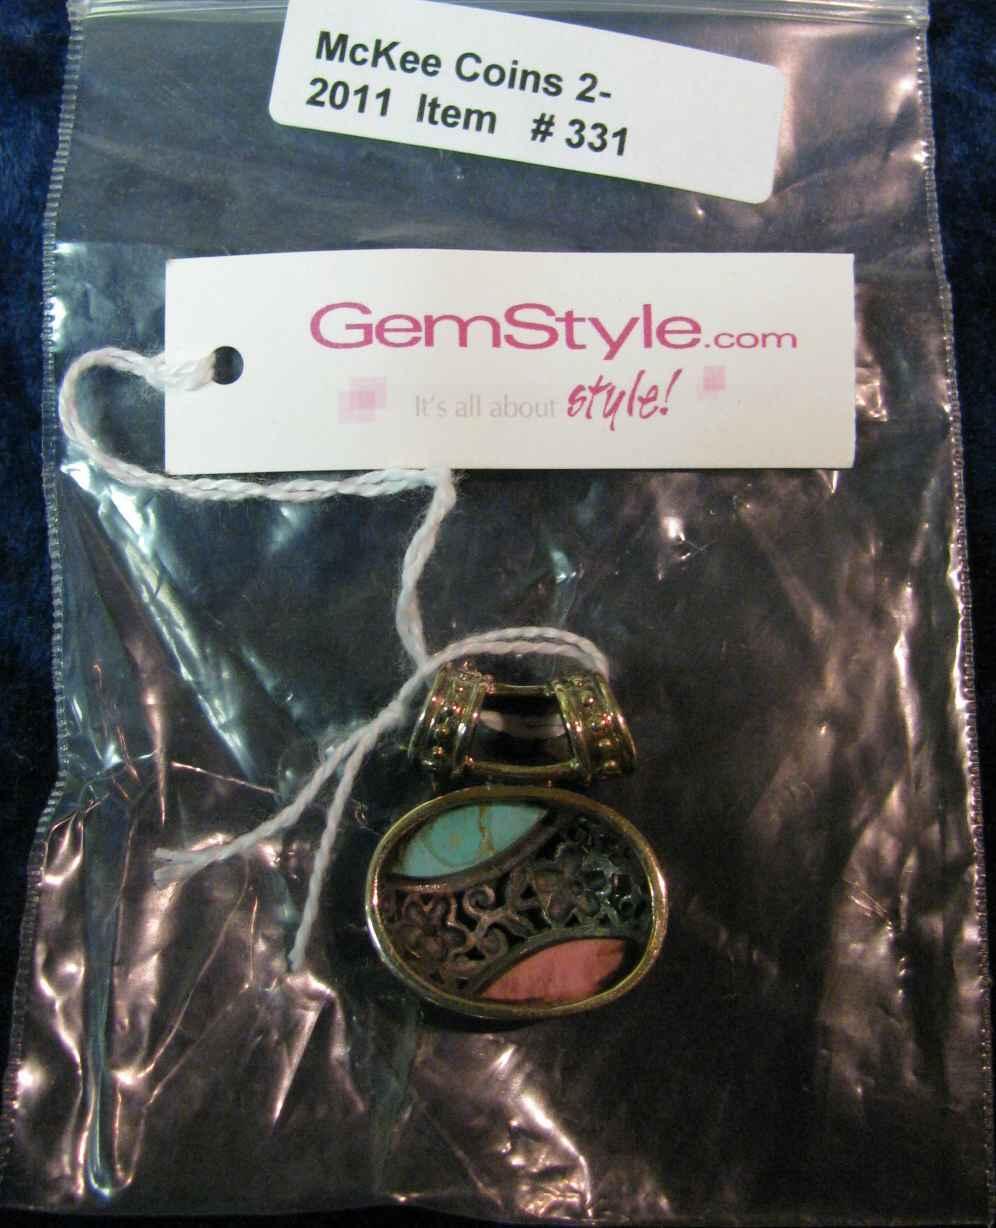 McKee Coins 2-
2011 Item # 331
GemStyle.com
It's all about style!